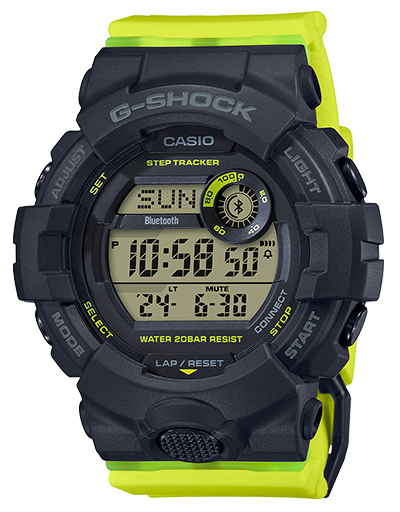 G-SHOCK
CASIO
ADJUST
SET
STEP TRACKER
LIGHT
SUN
100 P
80
60
40
20
Bluetooth
P 10:58 50
LT MUTE
24- 6-30
MODE
SELECT
CONNECT
STOP
START
WATER 20BAR RESIST
LAP / RESET